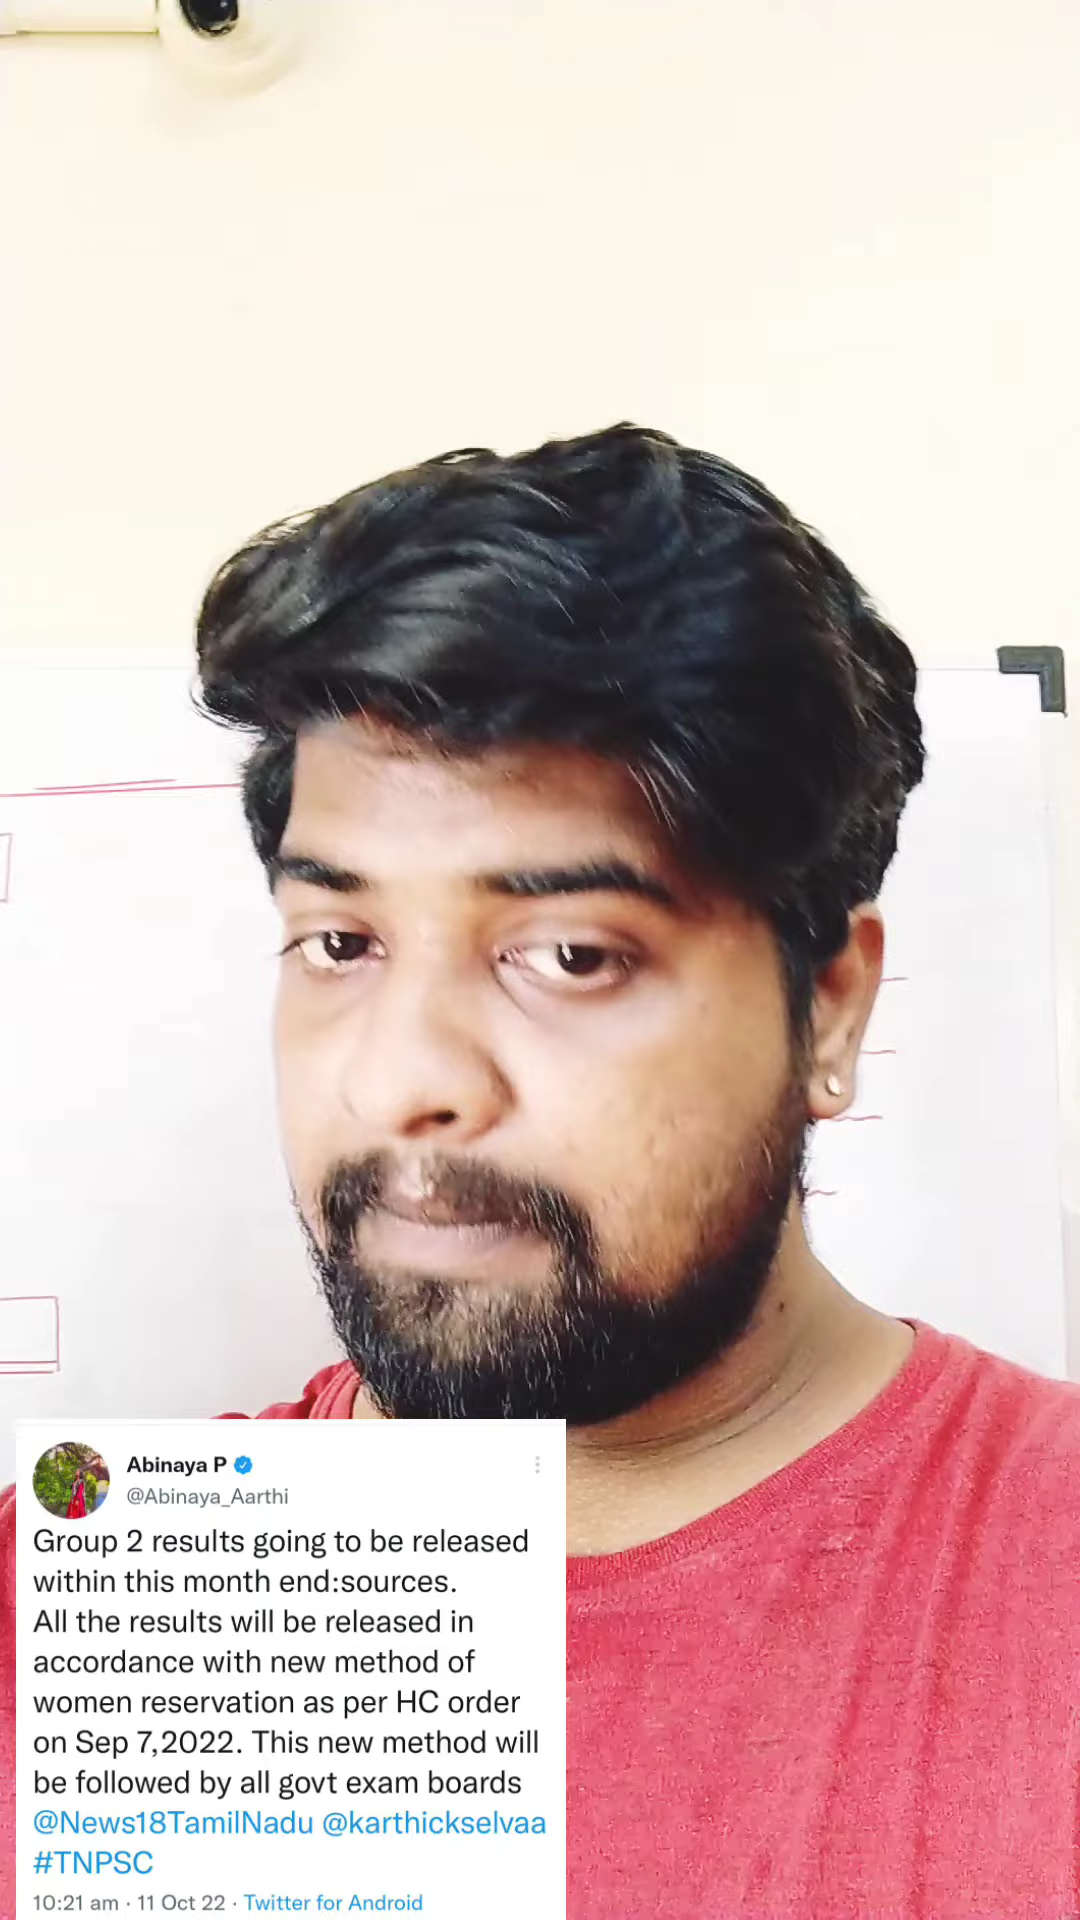 Abinaya P
@Abinaya_Aarthi
Group 2 results going to be released
within this month end:sources.
All the results will be released in
accordance with new method of
women reservation as per HC order
on Sep 7,2022. This new method will
be followed by all govt exam boards
@News18TamilNadu @karthickselvaa
#TNPSC
10:21 am · 11 Oct 22 · Twitter for Android